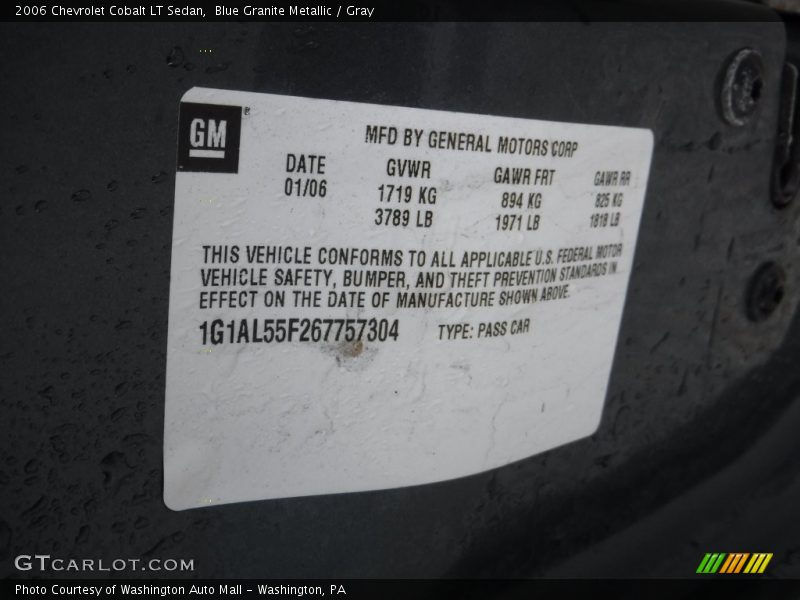 2006 Chevrolet Cobalt LT Sedan,  Blue Granite Metallic / Gray
GM®
MFD BY GENERAL MOTORS CORP
DATE GVWR GAWR FRT GAWR RR
01/06 1719 KG 894 KG 825 KG
3789 LB 1971 LB 1818 LB
THIS VEHICLE CONFORMS TO ALL APPLICABLE U.S. FEDERAL MOTOR
VEHICLE SAFETY, BUMPER, AND THEFT PREVENTION STANDARDS IN
EFFECT ON THE DATE OF MANUFACTURE SHOWN ABOVE.
1G1AL55F267757304 TYPE: PASS CAR
GTCARLOT.COM
Photo Courtesy of Washington Auto Mall - Washington, PA